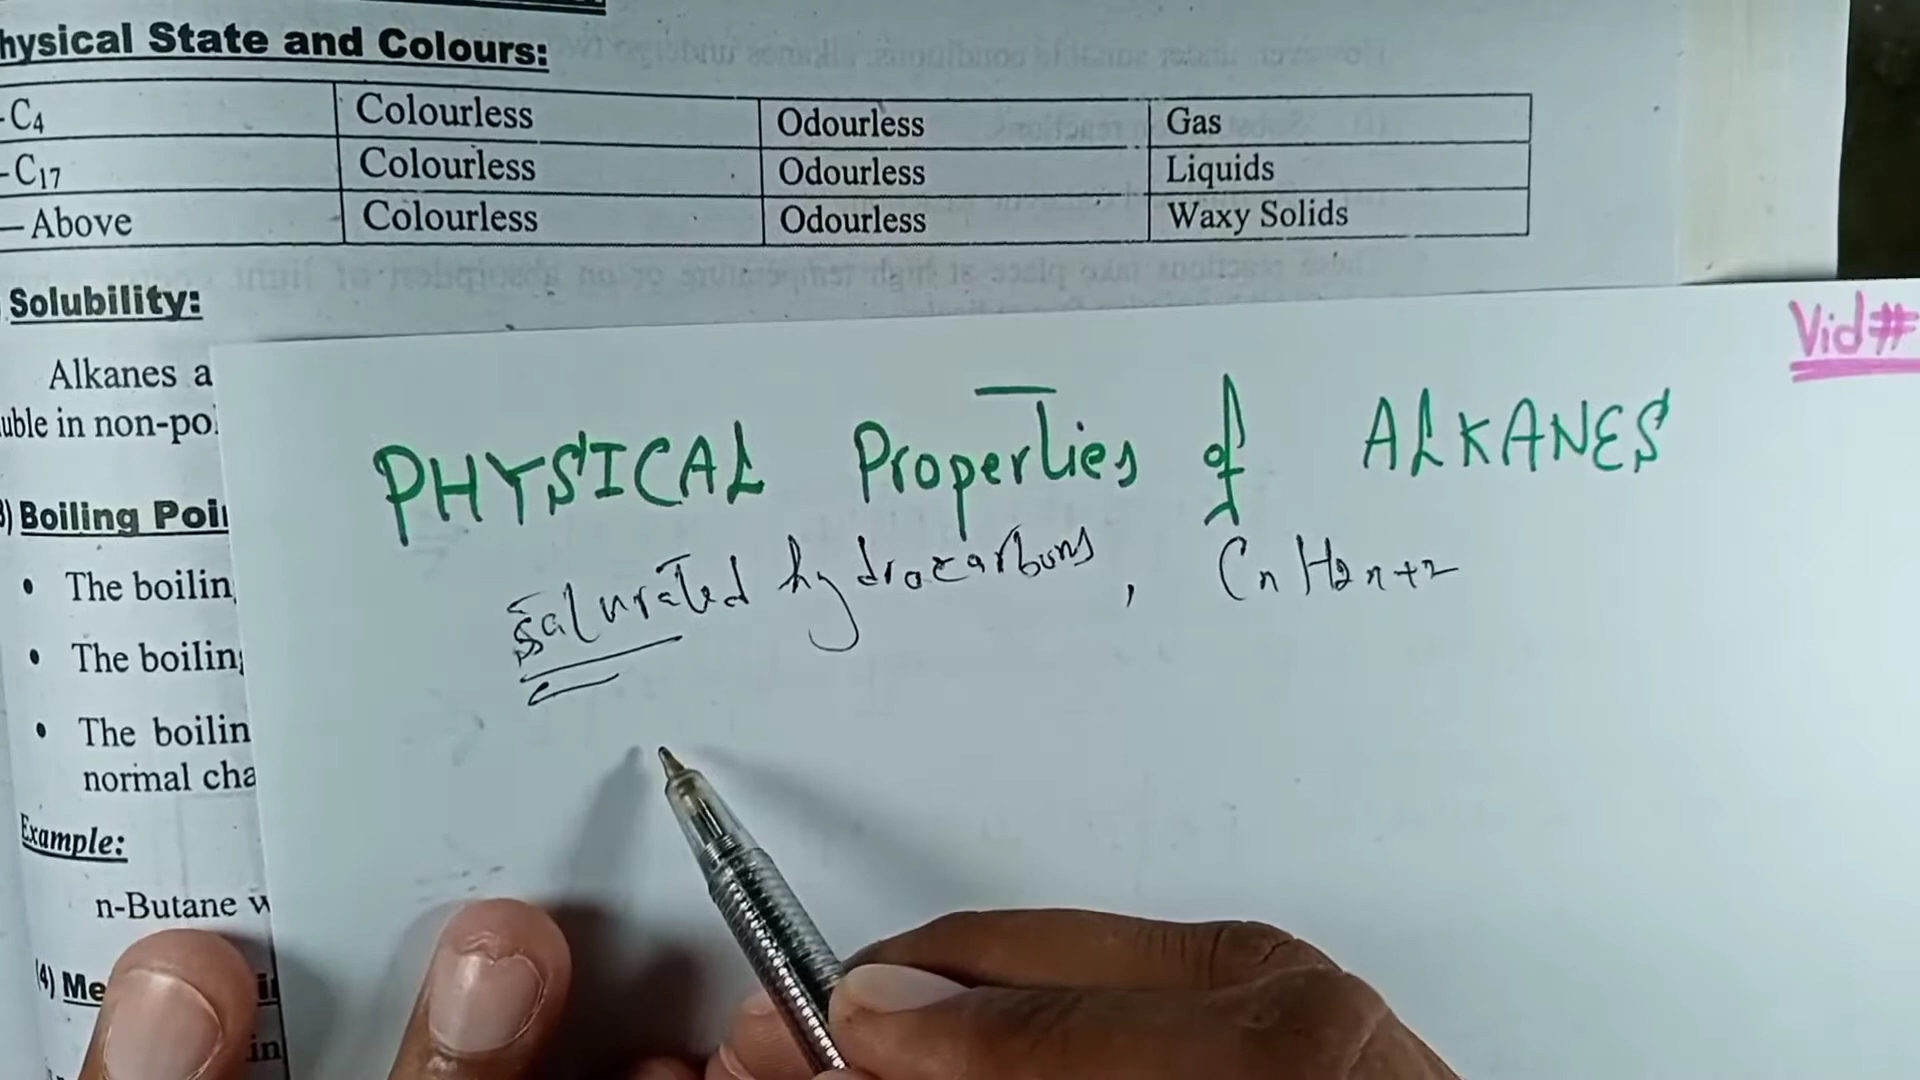 hysical State and Colours:
-C4 Colourless Odourless Gas
-C17 Colourless Odourless Liquids
— Above Colourless Odourless Waxy Solids
Solubility:
Alkanes a
uble in non-po
3) Boiling Poi
• The boilin
• The boilin
• The boilin
normal cha
Example:
n-Butane w
(4) Me
in
Vid#
PHYSICAL Properties of ALKANES
saturated hydrocarbons, CnH2n+2